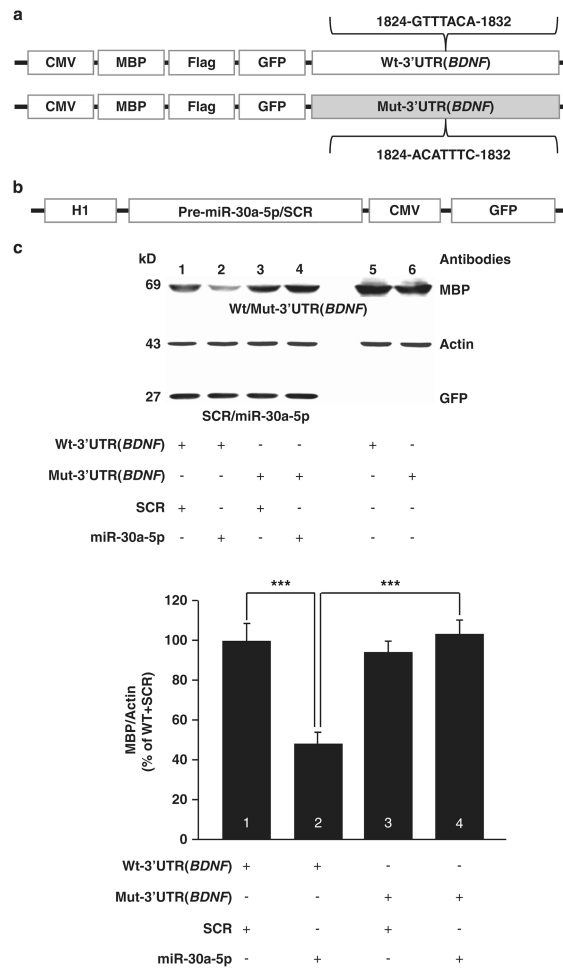 a
1824-GTTTACA-1832
CMV MBP Flag GFP Wt-3'UTR(BDNF)
CMV MBP Flag GFP Mut-3'UTR(BDNF)
1824-ACATTTC-1832
b
H1 Pre-miR-30a-5p/SCR CMV GFP
c
kD 1 2 3 4 5 6 Antibodies
69 MBP
Wt/Mut-3'UTR(BDNF)
43 Actin
27 GFP
SCR/miR-30a-5p
Wt-3'UTR(BDNF) + + - - + -
Mut-3'UTR(BDNF) - - + + - +
SCR + - + - - -
miR-30a-5p - + - + - -
*** ***
120
100
80
60
40
20
0
MBP/Actin
(% of WT+SCR)
1 2 3 4
Wt-3'UTR(BDNF) + + - -
Mut-3'UTR(BDNF) - - + +
SCR + - + -
miR-30a-5p - + - +